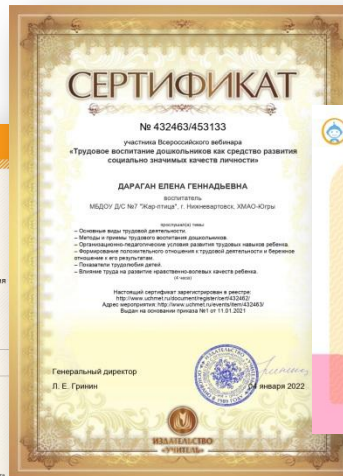 СЕРТИФИКАТ
№ 432463/453133
участника Всероссийского вебинара
«Трудовое воспитание дошкольников как средство развития
социально значимых качеств личности»
ДАРАГАН ЕЛЕНА ГЕННАДЬЕВНА
воспитатель
МБДОУ Д/С №7 "Жар-птица", г. Нижневартовск, ХМАО-Югры
прослушал(а) темы
– Основные виды трудовой деятельности.
– Методы и приемы трудового воспитания дошкольников.
– Организационно-педагогические условия развития трудовых навыков ребенка.
– Формирование положительного отношения к трудовой деятельности и бережное
отношение к его результатам.
– Показатели трудолюбия детей.
– Влияние труда на развитие нравственно-волевых качеств ребенка.
Настоящий сертификат зарегистрирован в реестре:
http://www.uchmet.ru/document/register/item/432462/
Адрес мероприятия: http://www.uchmet.ru/events/item/432463/
Выдан на основании приказа №1 от 11.01.2021
Генеральный директор
Л. Е. Гринин
января 2022
ИЗДАТЕЛЬСТВО
«УЧИТЕЛЬ»